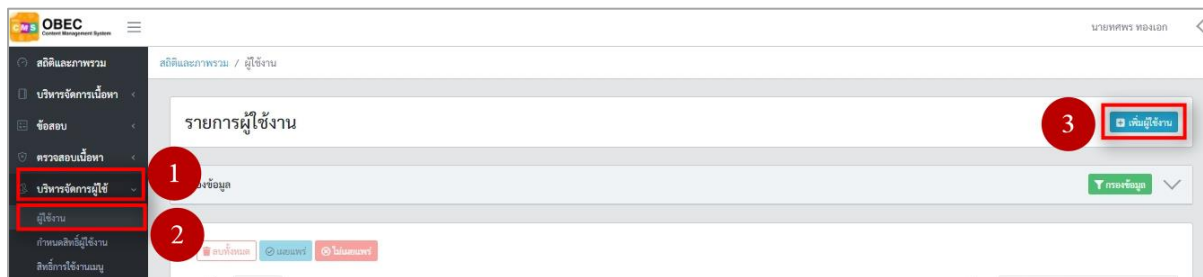 CMS OBEC
Content Management System
นายทศพร ทองเอก
สถิติและภาพรวม
สถิติและภาพรวม / ผู้ใช้งาน
บริหารจัดการเนื้อหา
รายการผู้ใช้งาน
3
เพิ่มผู้ใช้งาน
ข้อสอบ
ตรวจสอบเนื้อหา
1
บริหารจัดการผู้ใช้
องข้อมูล
กรองข้อมูล
ผู้ใช้งาน
2
กำหนดสิทธิ์ผู้ใช้งาน
ลบทั้งหมด
เผยแพร่
ไม่เผยแพร่
สิทธิ์การใช้งานเมนู